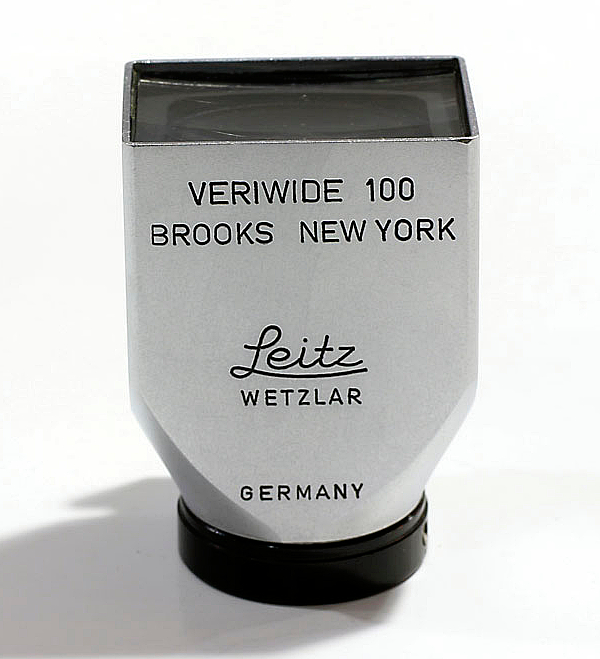 VERIWIDE 100
BROOKS NEW YORK
Leitz
WETZLAR
GERMANY